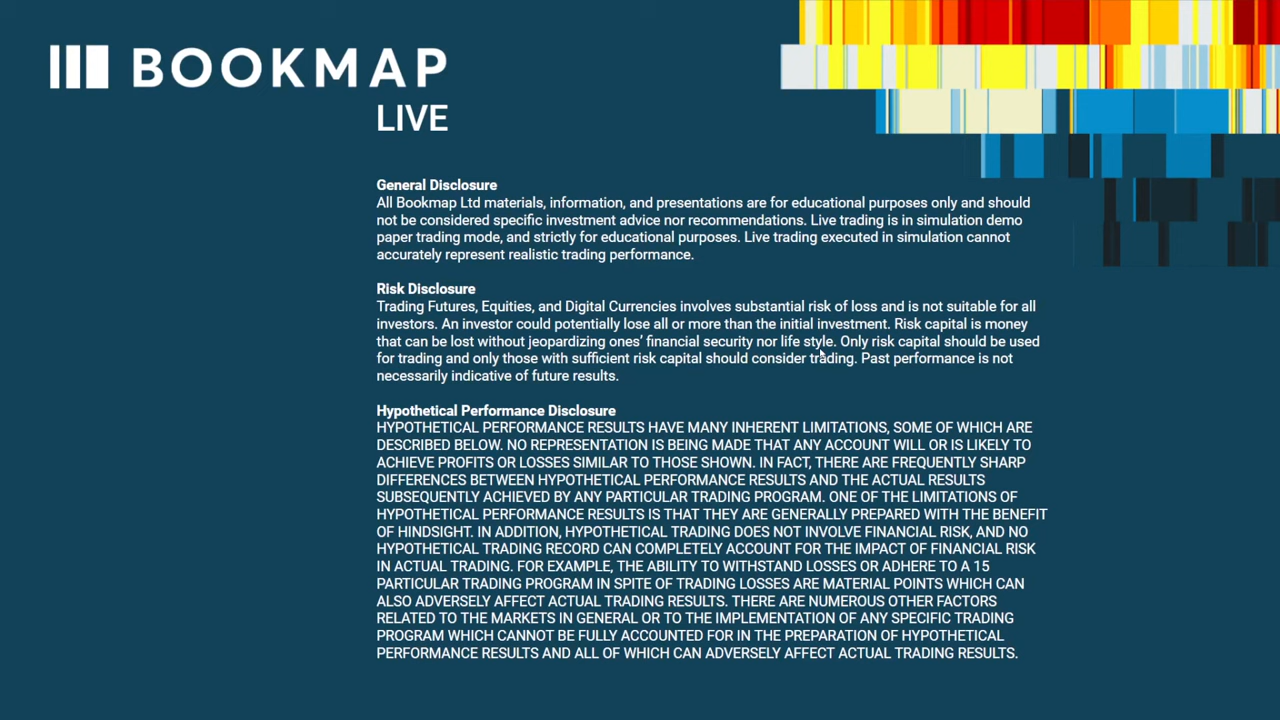 BOOKMAP
LIVE
General Disclosure
All Bookmap Ltd materials, information, and presentations are for educational purposes only and should
not be considered specific investment advice nor recommendations. Live trading is in simulation demo
paper trading mode, and strictly for educational purposes. Live trading executed in simulation cannot
accurately represent realistic trading performance.
Risk Disclosure
Trading Futures, Equities, and Digital Currencies involves substantial risk of loss and is not suitable for all
investors. An investor could potentially lose all or more than the initial investment. Risk capital is money
that can be lost without jeopardizing ones’ financial security nor life style. Only risk capital should be used
for trading and only those with sufficient risk capital should consider trading. Past performance is not
necessarily indicative of future results.
Hypothetical Performance Disclosure
HYPOTHETICAL PERFORMANCE RESULTS HAVE MANY INHERENT LIMITATIONS, SOME OF WHICH ARE
DESCRIBED BELOW. NO REPRESENTATION IS BEING MADE THAT ANY ACCOUNT WILL OR IS LIKELY TO
ACHIEVE PROFITS OR LOSSES SIMILAR TO THOSE SHOWN. IN FACT, THERE ARE FREQUENTLY SHARP
DIFFERENCES BETWEEN HYPOTHETICAL PERFORMANCE RESULTS AND THE ACTUAL RESULTS
SUBSEQUENTLY ACHIEVED BY ANY PARTICULAR TRADING PROGRAM. ONE OF THE LIMITATIONS OF
HYPOTHETICAL PERFORMANCE RESULTS IS THAT THEY ARE GENERALLY PREPARED WITH THE BENEFIT
OF HINDSIGHT. IN ADDITION, HYPOTHETICAL TRADING DOES NOT INVOLVE FINANCIAL RISK, AND NO
HYPOTHETICAL TRADING RECORD CAN COMPLETELY ACCOUNT FOR THE IMPACT OF FINANCIAL RISK
IN ACTUAL TRADING. FOR EXAMPLE, THE ABILITY TO WITHSTAND LOSSES OR ADHERE TO A 15
PARTICULAR TRADING PROGRAM IN SPITE OF TRADING LOSSES ARE MATERIAL POINTS WHICH CAN
ALSO ADVERSELY AFFECT ACTUAL TRADING RESULTS. THERE ARE NUMEROUS OTHER FACTORS
RELATED TO THE MARKETS IN GENERAL OR TO THE IMPLEMENTATION OF ANY SPECIFIC TRADING
PROGRAM WHICH CANNOT BE FULLY ACCOUNTED FOR IN THE PREPARATION OF HYPOTHETICAL
PERFORMANCE RESULTS AND ALL OF WHICH CAN ADVERSELY AFFECT ACTUAL TRADING RESULTS.